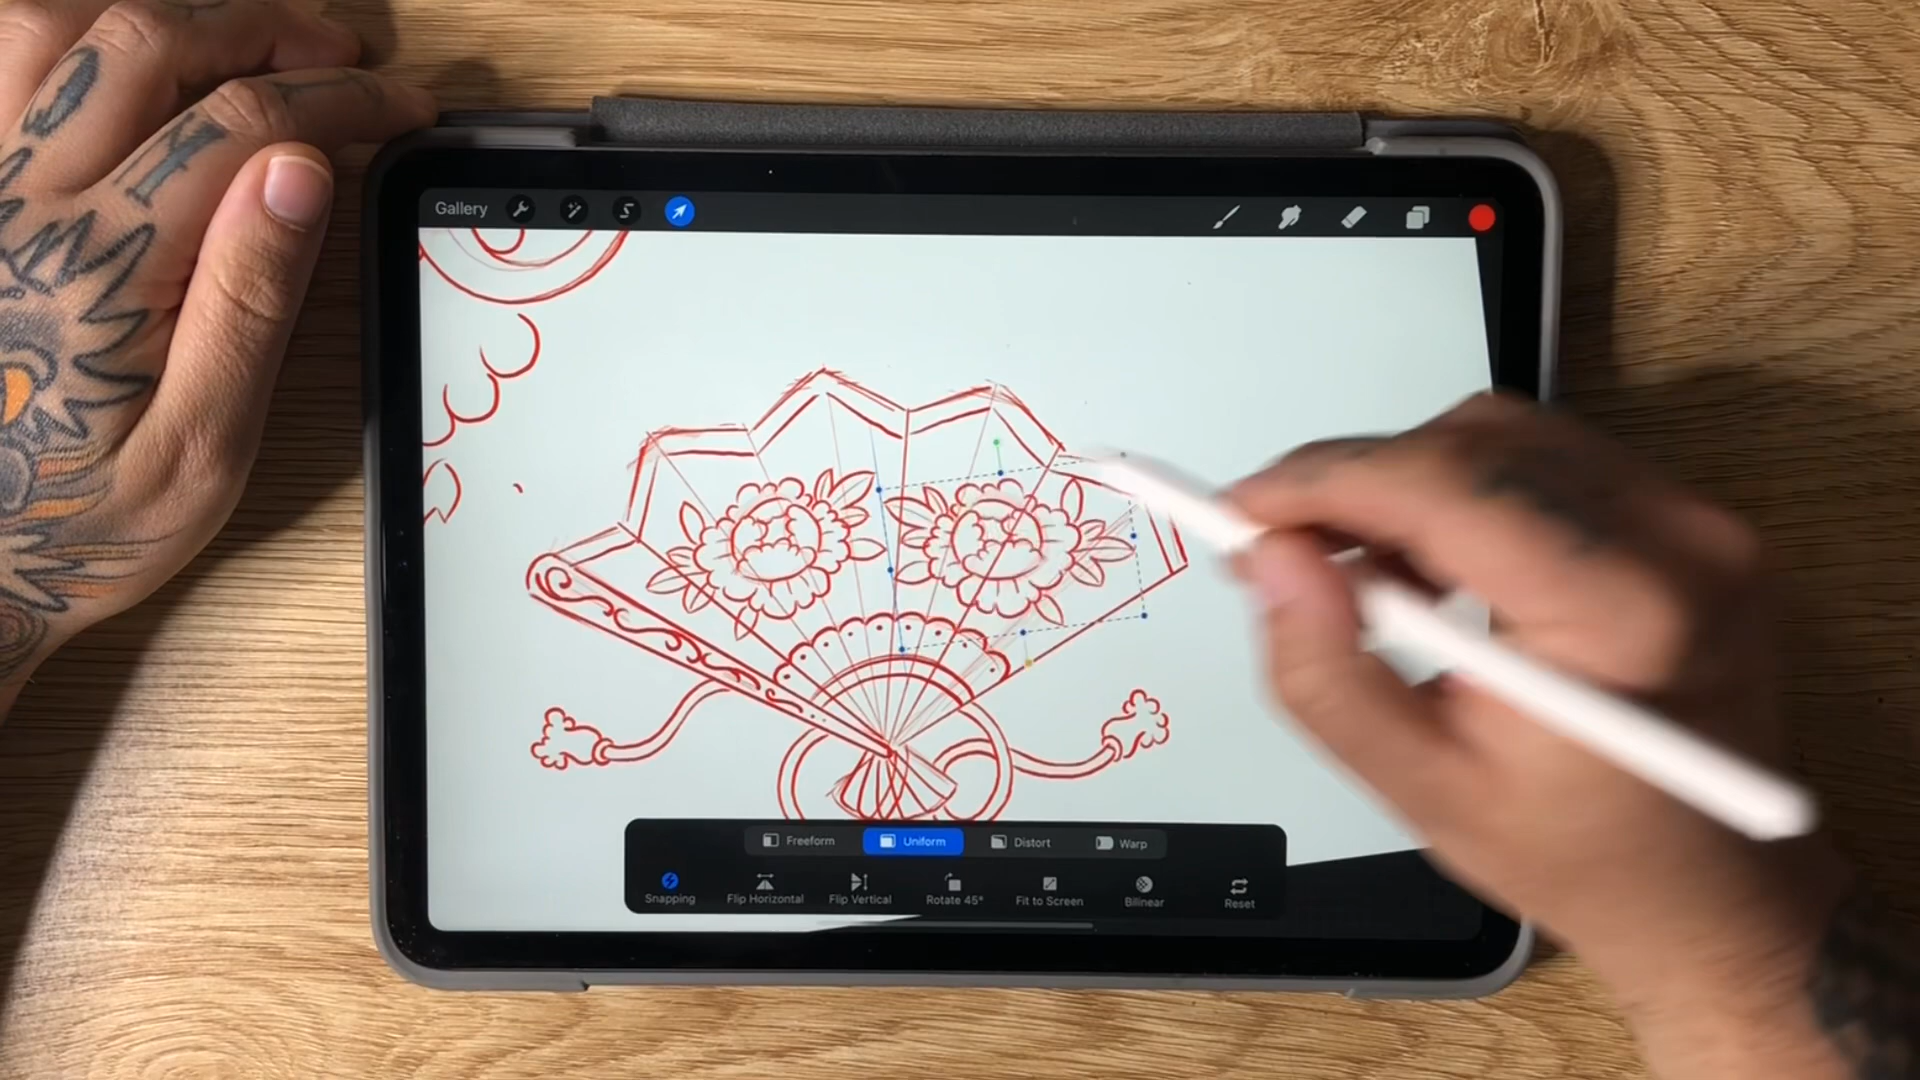 Gallery
Freeform Uniform Distort Warp
Snapping Flip Horizontal Flip Vertical Rotate 45° Fit to Screen Bilinear Reset